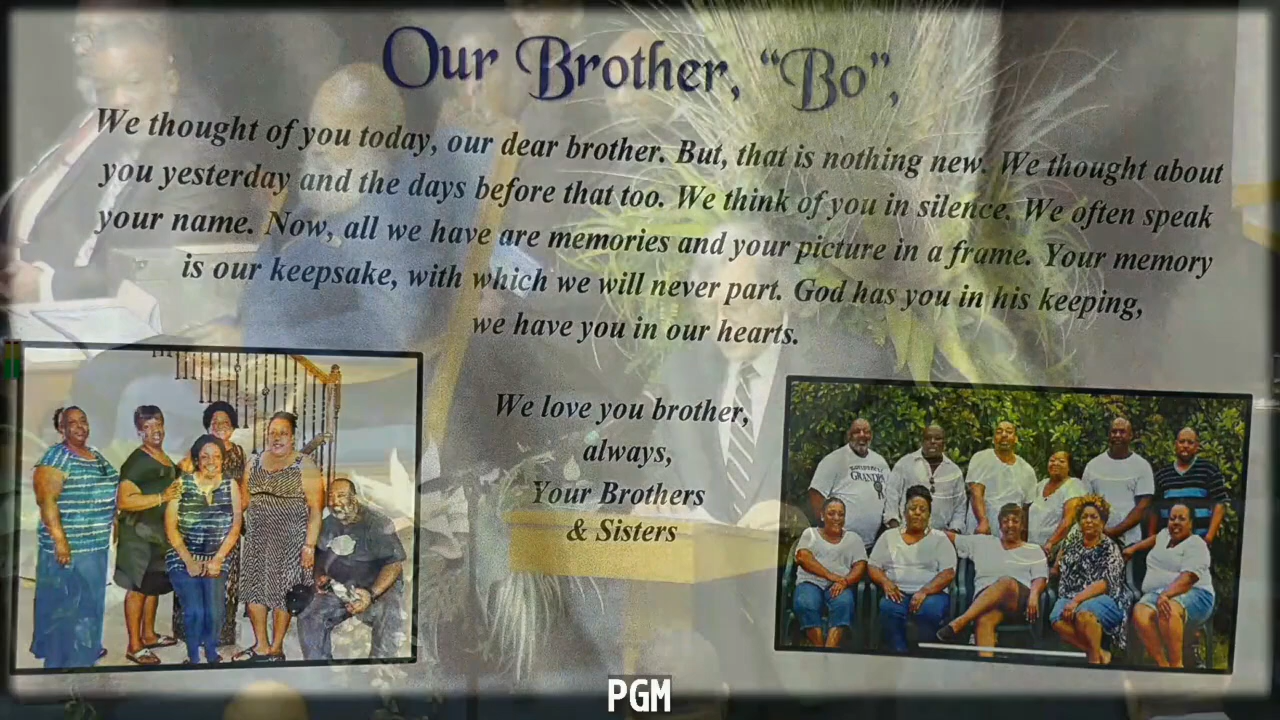 Our Brother, “Bo”,
We thought of you today, our dear brother. But, that is nothing new. We thought about
you yesterday and the days before that too. We think of you in silence. We often speak
your name. Now, all we have are memories and your picture in a frame. Your memory
is our keepsake, with which we will never part. God has you in his keeping,
we have you in our hearts.
We love you brother,
always,
Your Brothers
& Sisters
PGM